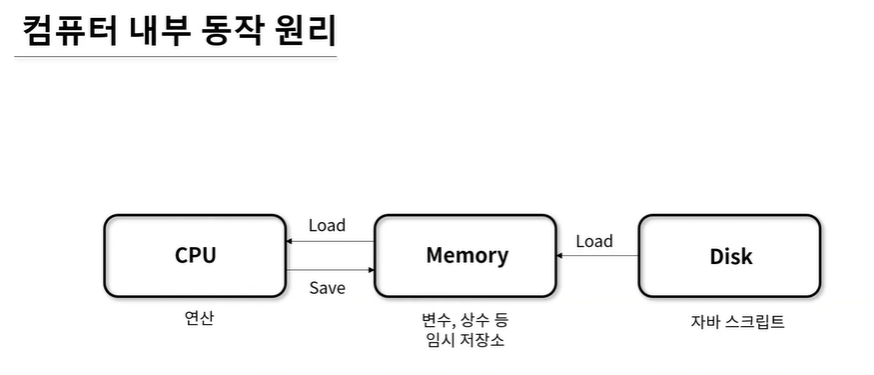 컴퓨터 내부 동작 원리
Load
Load
CPU
Memory
Disk
Save
연산
변수, 상수 등
임시 저장소
자바 스크립트